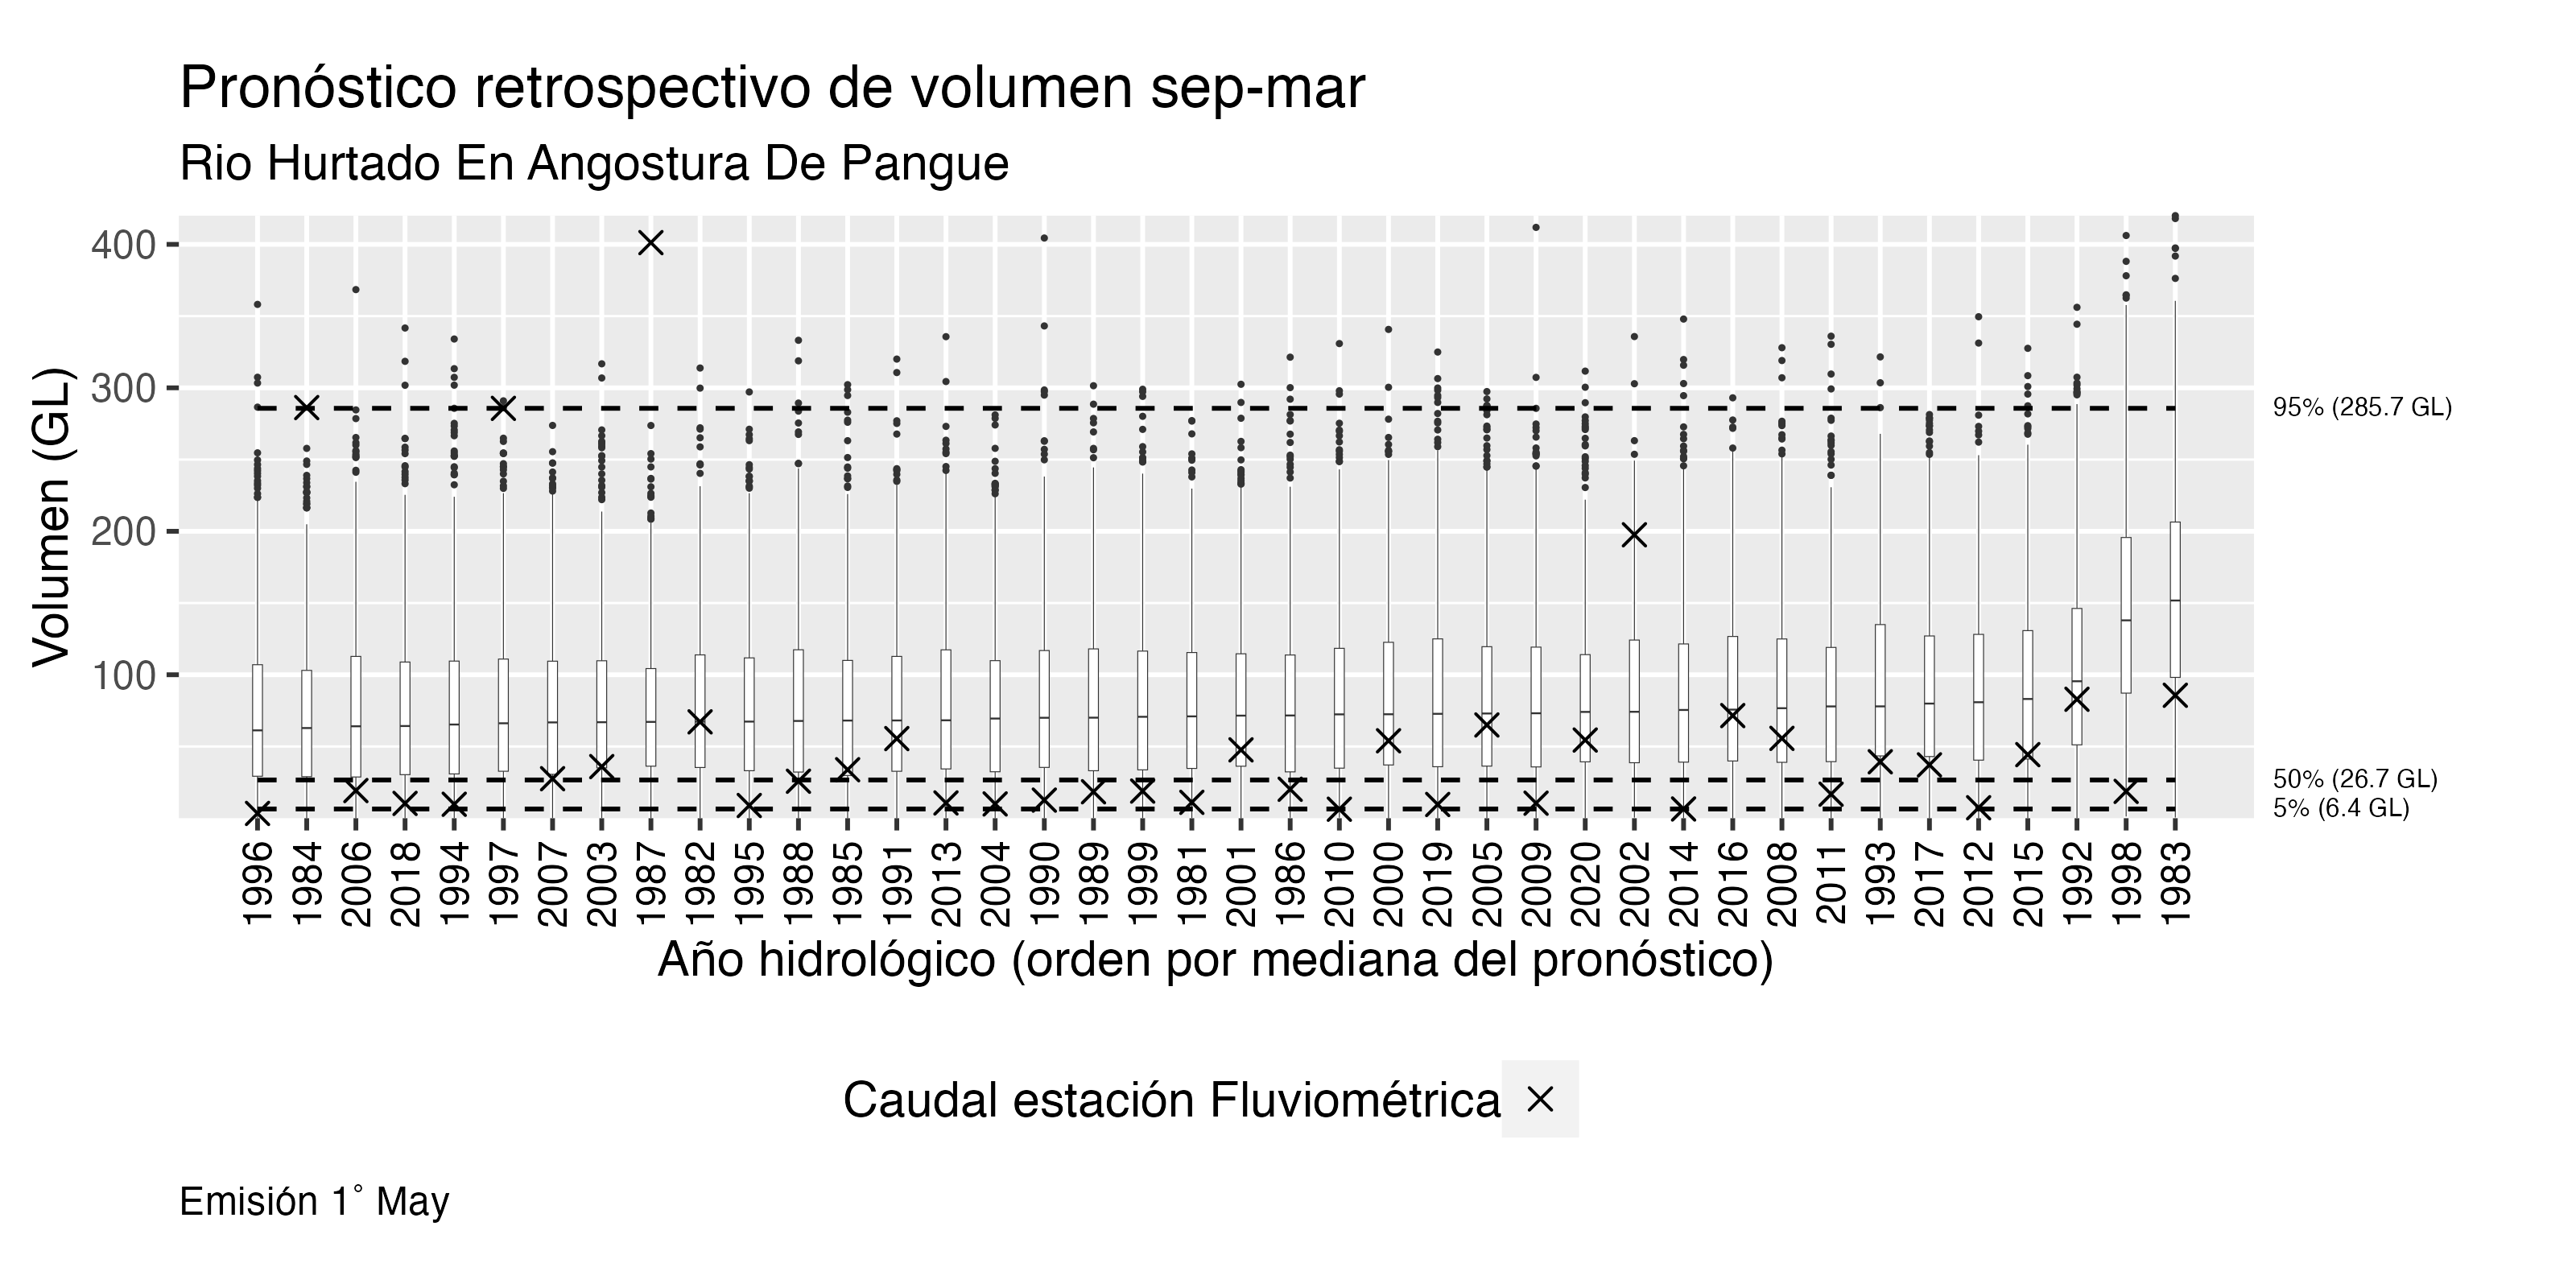 Pronóstico retrospectivo de volumen sep-mar
Rio Hurtado En Angostura De Pangue
Volumen (GL)
400
300
200
100
95% (285.7 GL)
50% (26.7 GL)
5% (6.4 GL)
1996 1984 2006 2018 1994 1997 2007 2003 1987 1982 1995 1988 1985 1991 2013 2004 1990 1989 1999 1981 2001 1986 2010 2000 2019 2005 2009 2020 2002 2014 2016 2008 2011 1993 2017 2012 2015 1992 1998 1983
Año hidrológico (orden por mediana del pronóstico)
Caudal estación Fluviométrica
Emisión 1° May